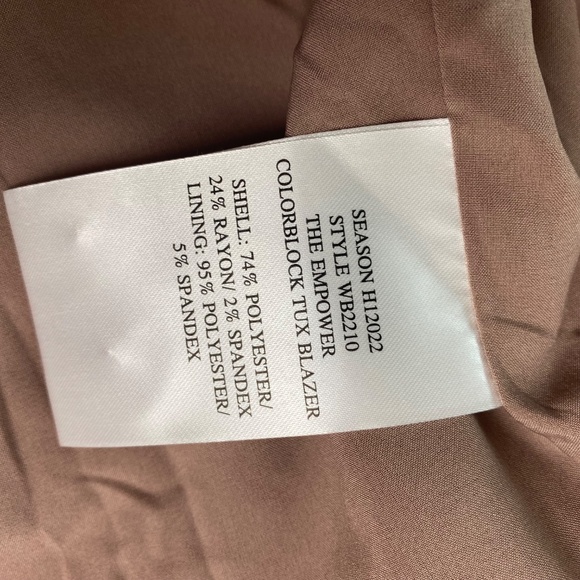 SEASON H12022
STYLE WB2210
THE EMPOWER
COLORBLOCK TUX BLAZER
SHELL: 74% POLYESTER/
24% RAYON/ 2% SPANDEX
LINING: 95% POLYESTER/
5% SPANDEX